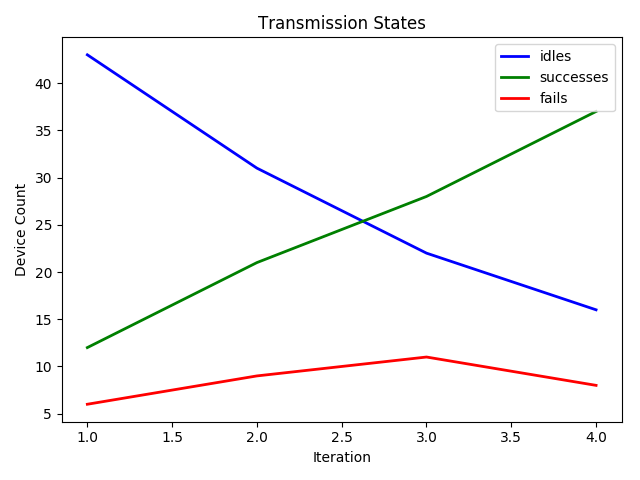 Transmission States
idles
successes
fails
Device Count
40
35
30
25
20
15
10
5
1.0 1.5 2.0 2.5 3.0 3.5 4.0
Iteration